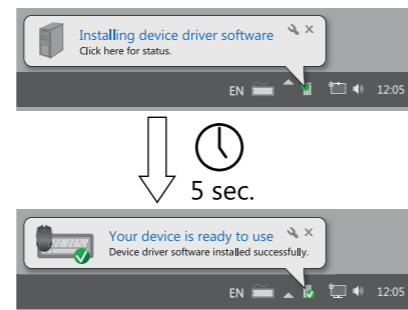 Installing device driver software
Click here for status.
EN 12:05
5 sec.
Your device is ready to use
Device driver software installed successfully.
EN 12:05